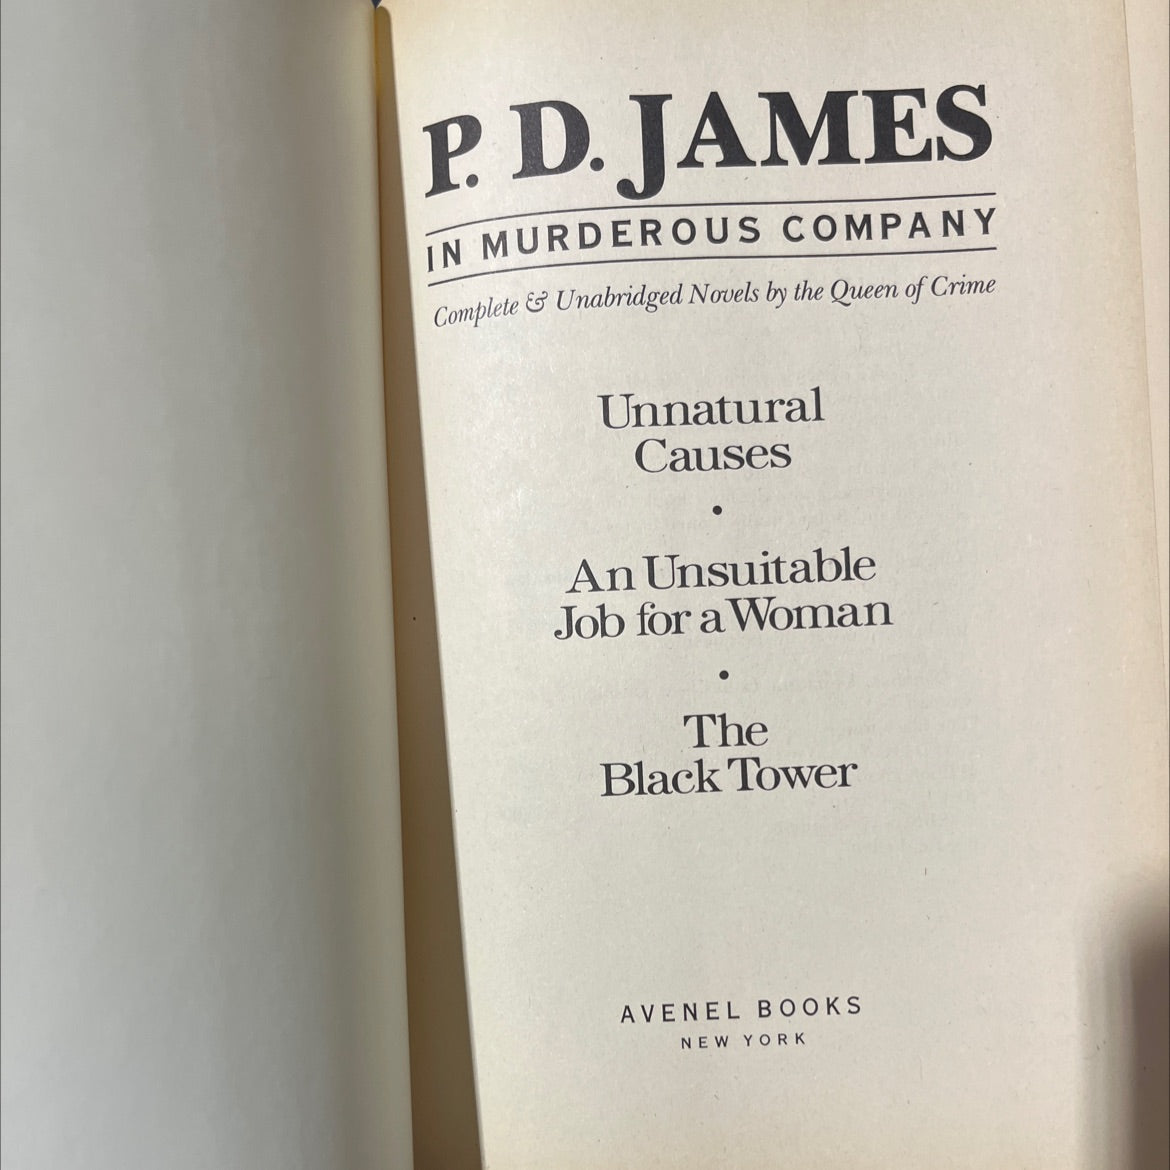 P. D. JAMES
IN MURDEROUS COMPANY
Complete & Unabridged Novels by the Queen of Crime
Unnatural
Causes
•
An Unsuitable
Job for a Woman
•
The
Black Tower
AVENEL BOOKS
NEW YORK